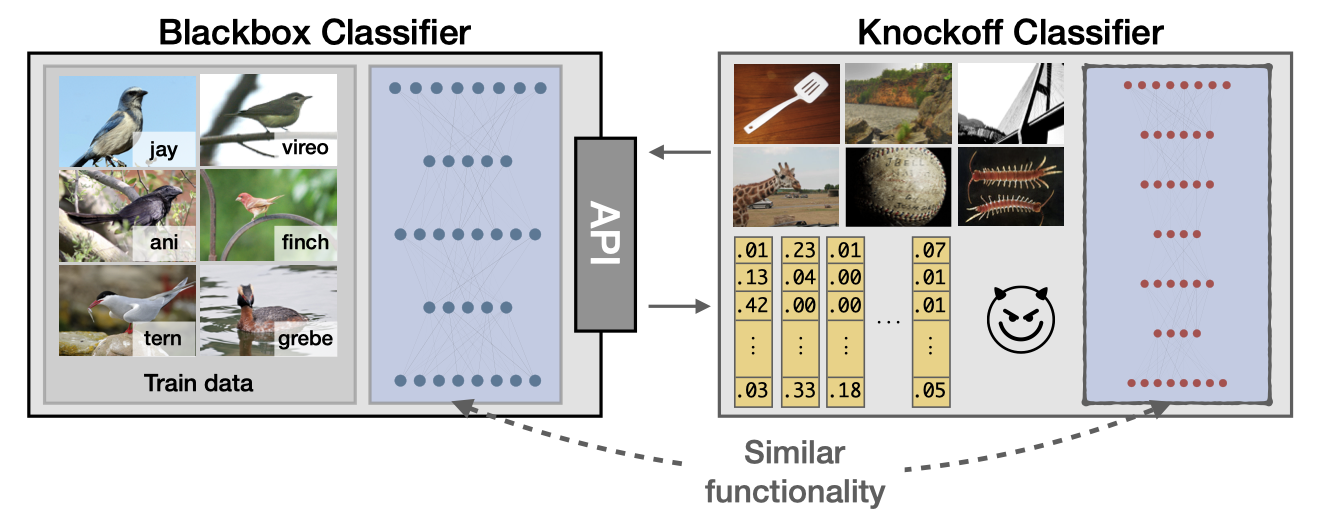 Blackbox Classifier
jay
vireo
ani
finch
tern
grebe
Train data
API
Knockoff Classifier
.01 .23 .01 .07
.13 .04 .00 .01
.42 .00 .00 ... .01
⋮ ⋮ ⋮ ⋮
.03 .33 .18 .05
Similar
functionality